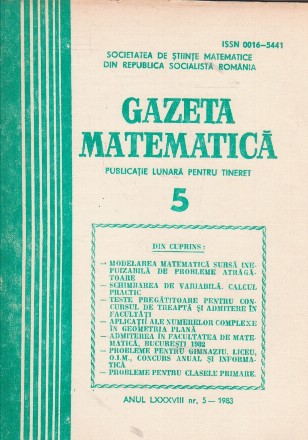 ISSN 0016-5441
SOCIETATEA DE ȘTIINȚE MATEMATICE
DIN REPUBLICA SOCIALISTĂ ROMÂNIA
GAZETA
MATEMATICĂ
PUBLICAȚIE LUNARĂ PENTRU TINERET
5
DIN CUPRINS :
— MODELAREA MATEMATICĂ SURSĂ INE-
PUIZABILĂ DE PROBLEME ATRĂGĂ-
TOARE
— SCHIMBAREA DE VARIABILĂ. CALCUL
PRACTIC
— TESTE PREGĂTITOARE PENTRU CON-
CURSUL DE TREAPTĂ ȘI ADMITERE ÎN
FACULTĂȚI
— APLICAȚII ALE NUMERELOR COMPLEXE
ÎN GEOMETRIA PLANĂ
— ADMITEREA ÎN FACULTATEA DE MATE-
MATICĂ, BUCUREȘTI 1982
— PROBLEME PENTRU GIMNAZIU, LICEU,
O.I.M., CONCURS ANUAL ȘI INFORMA-
TICĂ
— PROBLEME PENTRU CLASELE PRIMARE.
ANUL LXXXVIII nr. 5 — 1983